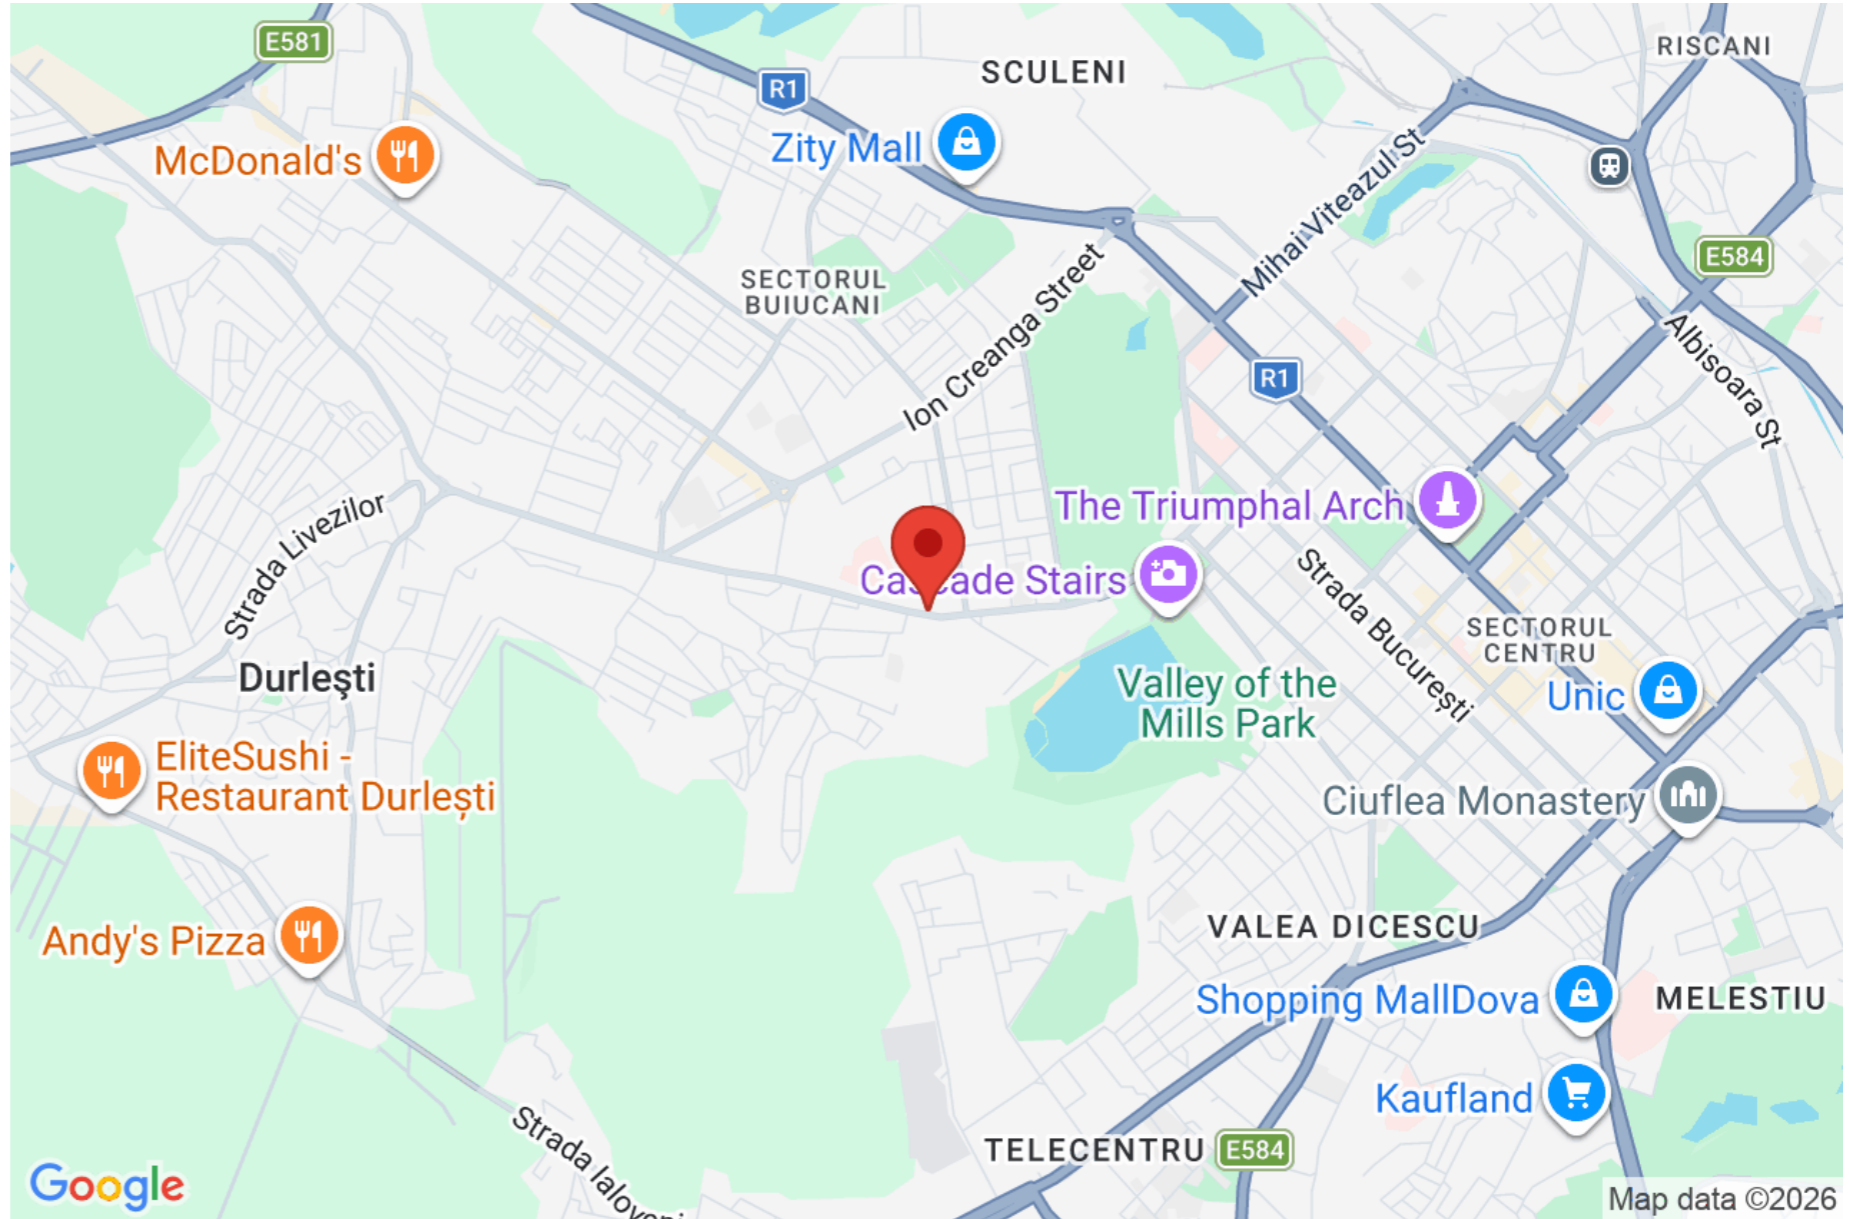 E581
RISCANI
SCULENI
R1
Zity Mall
McDonald's
Mihai Viteazul St
E584
SECTORUL
BUIUCANI
Ion Creanga Street
Albisoara St
R1
The Triumphal Arch
Strada Livezilor
Cascade Stairs
Strada București
SECTORUL
CENTRU
Durleşti
Valley of the
Mills Park
Unic
EliteSushi -
Restaurant Durlești
Ciuflea Monastery
Andy's Pizza
VALEA DICESCU
Shopping MallDova
MELESTIU
Kaufland
Strada Ialoveni
TELECENTRU
E584
Google
Map data ©2026